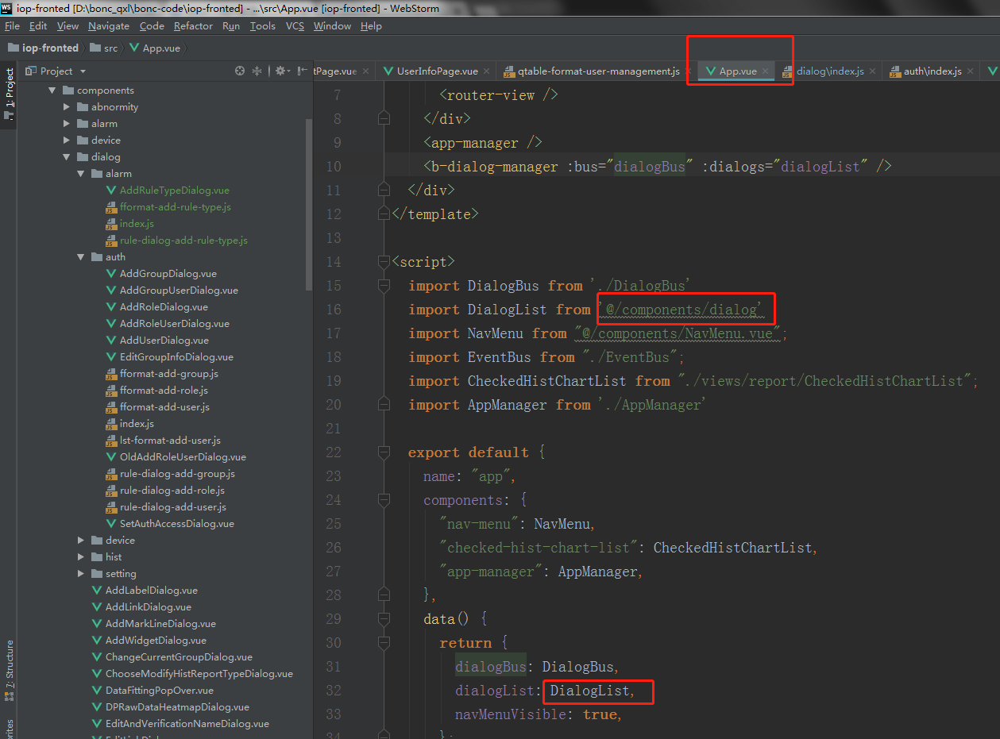 iop-fronted [D:\bonc_qxl\bonc-code\iop-fronted] - ...\src\App.vue [iop-fronted] - WebStorm
File Edit View Navigate Code Refactor Run Tools VCS Window Help
iop-fronted src App.vue
Project
tPage.vue UserInfoPage.vue qtable-format-user-management.js App.vue dialog\index.js auth\index.js
1: Project
7: Structure
components
abnormity
alarm
device
dialog
alarm
AddRuleTypeDialog.vue
fformat-add-rule-type.js
index.js
rule-dialog-add-rule-type.js
auth
AddGroupDialog.vue
AddGroupUserDialog.vue
AddRoleDialog.vue
AddRoleUserDialog.vue
AddUserDialog.vue
EditGroupInfoDialog.vue
fformat-add-group.js
fformat-add-role.js
fformat-add-user.js
index.js
lst-format-add-user.js
OldAddRoleUserDialog.vue
rule-dialog-add-group.js
rule-dialog-add-role.js
rule-dialog-add-user.js
SetAuthAccessDialog.vue
device
hist
setting
AddLabelDialog.vue
AddLinkDialog.vue
AddMarkLineDialog.vue
AddWidgetDialog.vue
ChangeCurrentGroupDialog.vue
ChooseModifyHistReportTypeDialog.vue
DataFittingPopOver.vue
DPRawDataHeatmapDialog.vue
EditAndVerificationNameDialog.vue
7 <router-view />
8 </div>
9 <app-manager />
10 <b-dialog-manager :bus="dialogBus" :dialogs="dialogList" />
11 </div>
12 </template>
13
14 <script>
15 import DialogBus from './DialogBus'
16 import DialogList from '@/components/dialog'
17 import NavMenu from "@/components/NavMenu.vue";
18 import EventBus from "./EventBus";
19 import CheckedHistChartList from "./views/report/CheckedHistChartList";
20 import AppManager from './AppManager'
21
22 export default {
23 name: "app",
24 components: {
25 "nav-menu": NavMenu,
26 "checked-hist-chart-list": CheckedHistChartList,
27 "app-manager": AppManager,
28 },
29 data() {
30 return {
31 dialogBus: DialogBus,
32 dialogList: DialogList,
33 navMenuVisible: true,